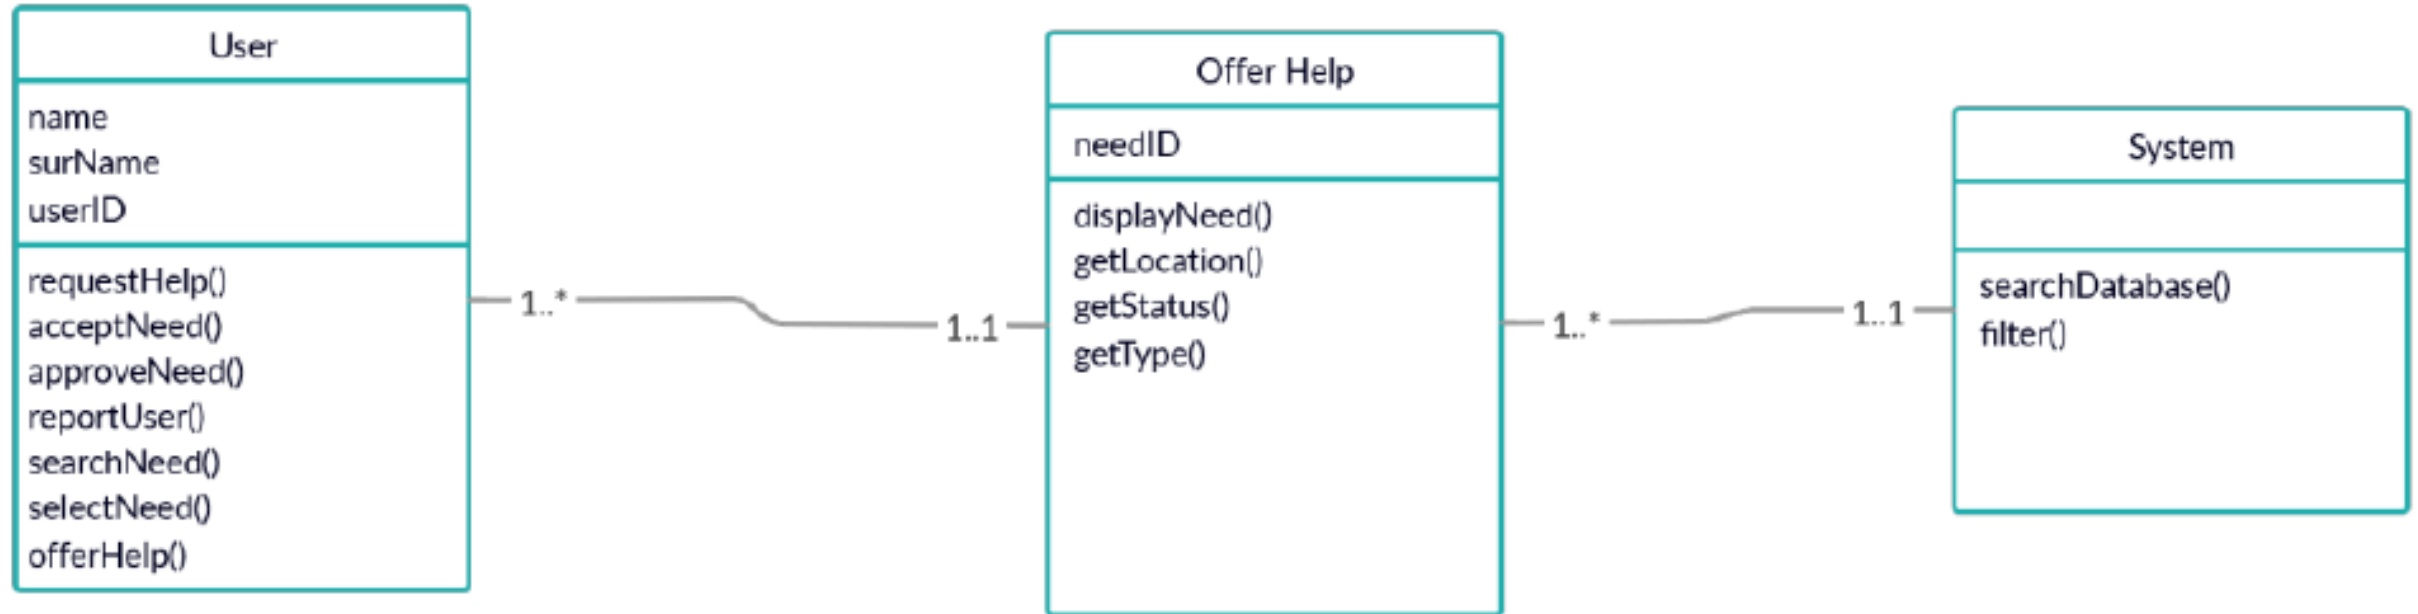 User
name
surName
userID
requestHelp()
acceptNeed()
approveNeed()
reportUser()
searchNeed()
selectNeed()
offerHelp()
1..*
1..1
Offer Help
needID
displayNeed()
getLocation()
getStatus()
getType()
1..*
1..1
System
searchDatabase()
filter()